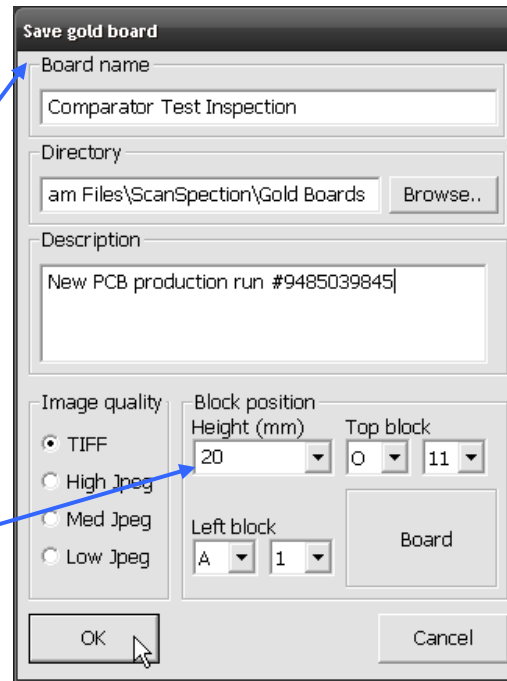 Save gold board
Board name
Comparator Test Inspection
Directory
am Files\ScanSpection\Gold Boards
Browse..
Description
New PCB production run #9485039845
Image quality
TIFF
High Jpeg
Med Jpeg
Low Jpeg
Block position
Height (mm)
20
Top block
O 11
Left block
A 1
Board
OK
Cancel